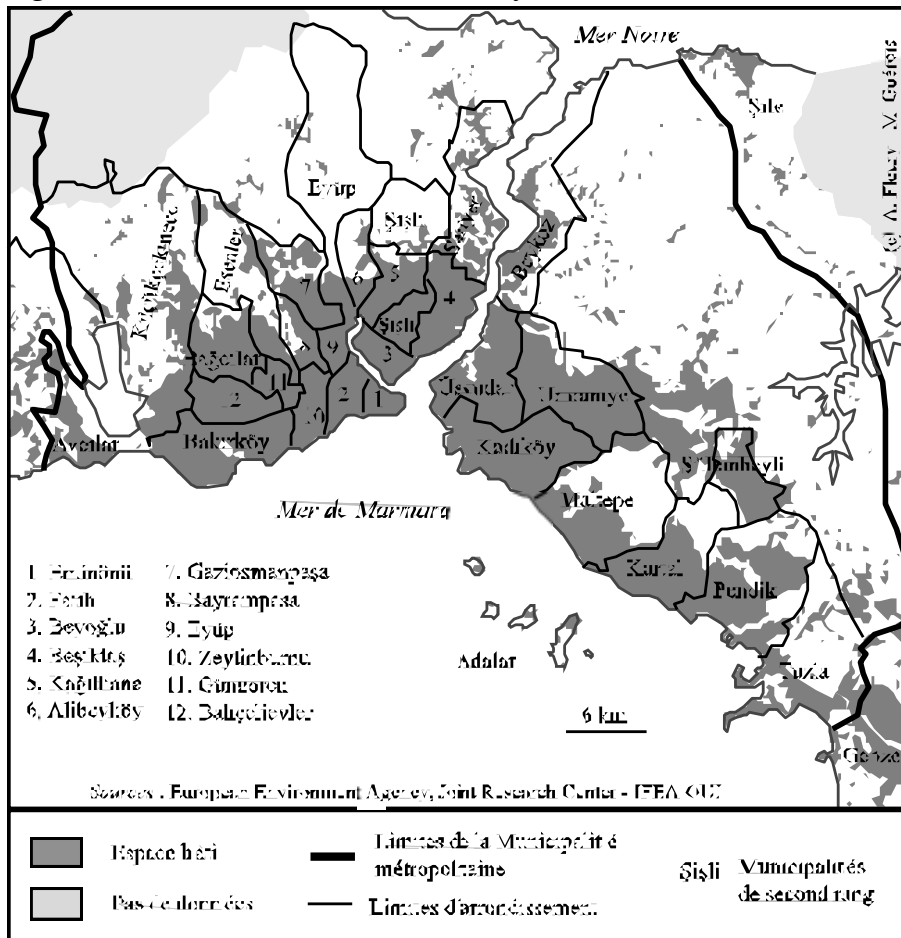 Mer Noire
Şile
(c) A. Fleury M. Guérois
Eyüp
Şişli
Sarıyer
Beykoz
Küçükçekmece
Esenler
7
6
5
4
Şişli
3
9
Bağcılar
11
12
10
2
1
Avcılar
Bakırköy
Üsküdar
Ümraniye
Kadıköy
Sultanbeyli
Maltepe
Mer de Marmara
Kartal
Pendik
Adalar
Tuzla
Gebze
1. Eminönü
2. Fatih
3. Beyoglu
4. Beşiktaş
5. Kağıthane
6. Alibeyköy
7. Gaziosmanpaşa
8. Bayrampasa
9. Eyüp
10. Zeytinburnu
11. Güngören
12. Bahçelievler
6 km
Sources : European Environment Agency, Joint Research Center - IFEA OUI
Espace bâti
Pas de données
Limites de la Municipalité
métropolitaine
Limites d'arrondissement
Şişli
Municipalités
de second rang